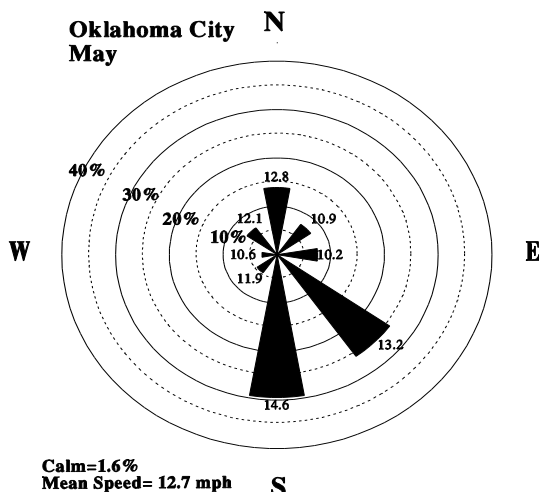 Oklahoma City
May
N
40%
30%
20%
10%
12.8
12.1
10.9
W
10.6
10.2
E
11.9
13.2
14.6
Calm=1.6%
Mean Speed= 12.7 mph
S